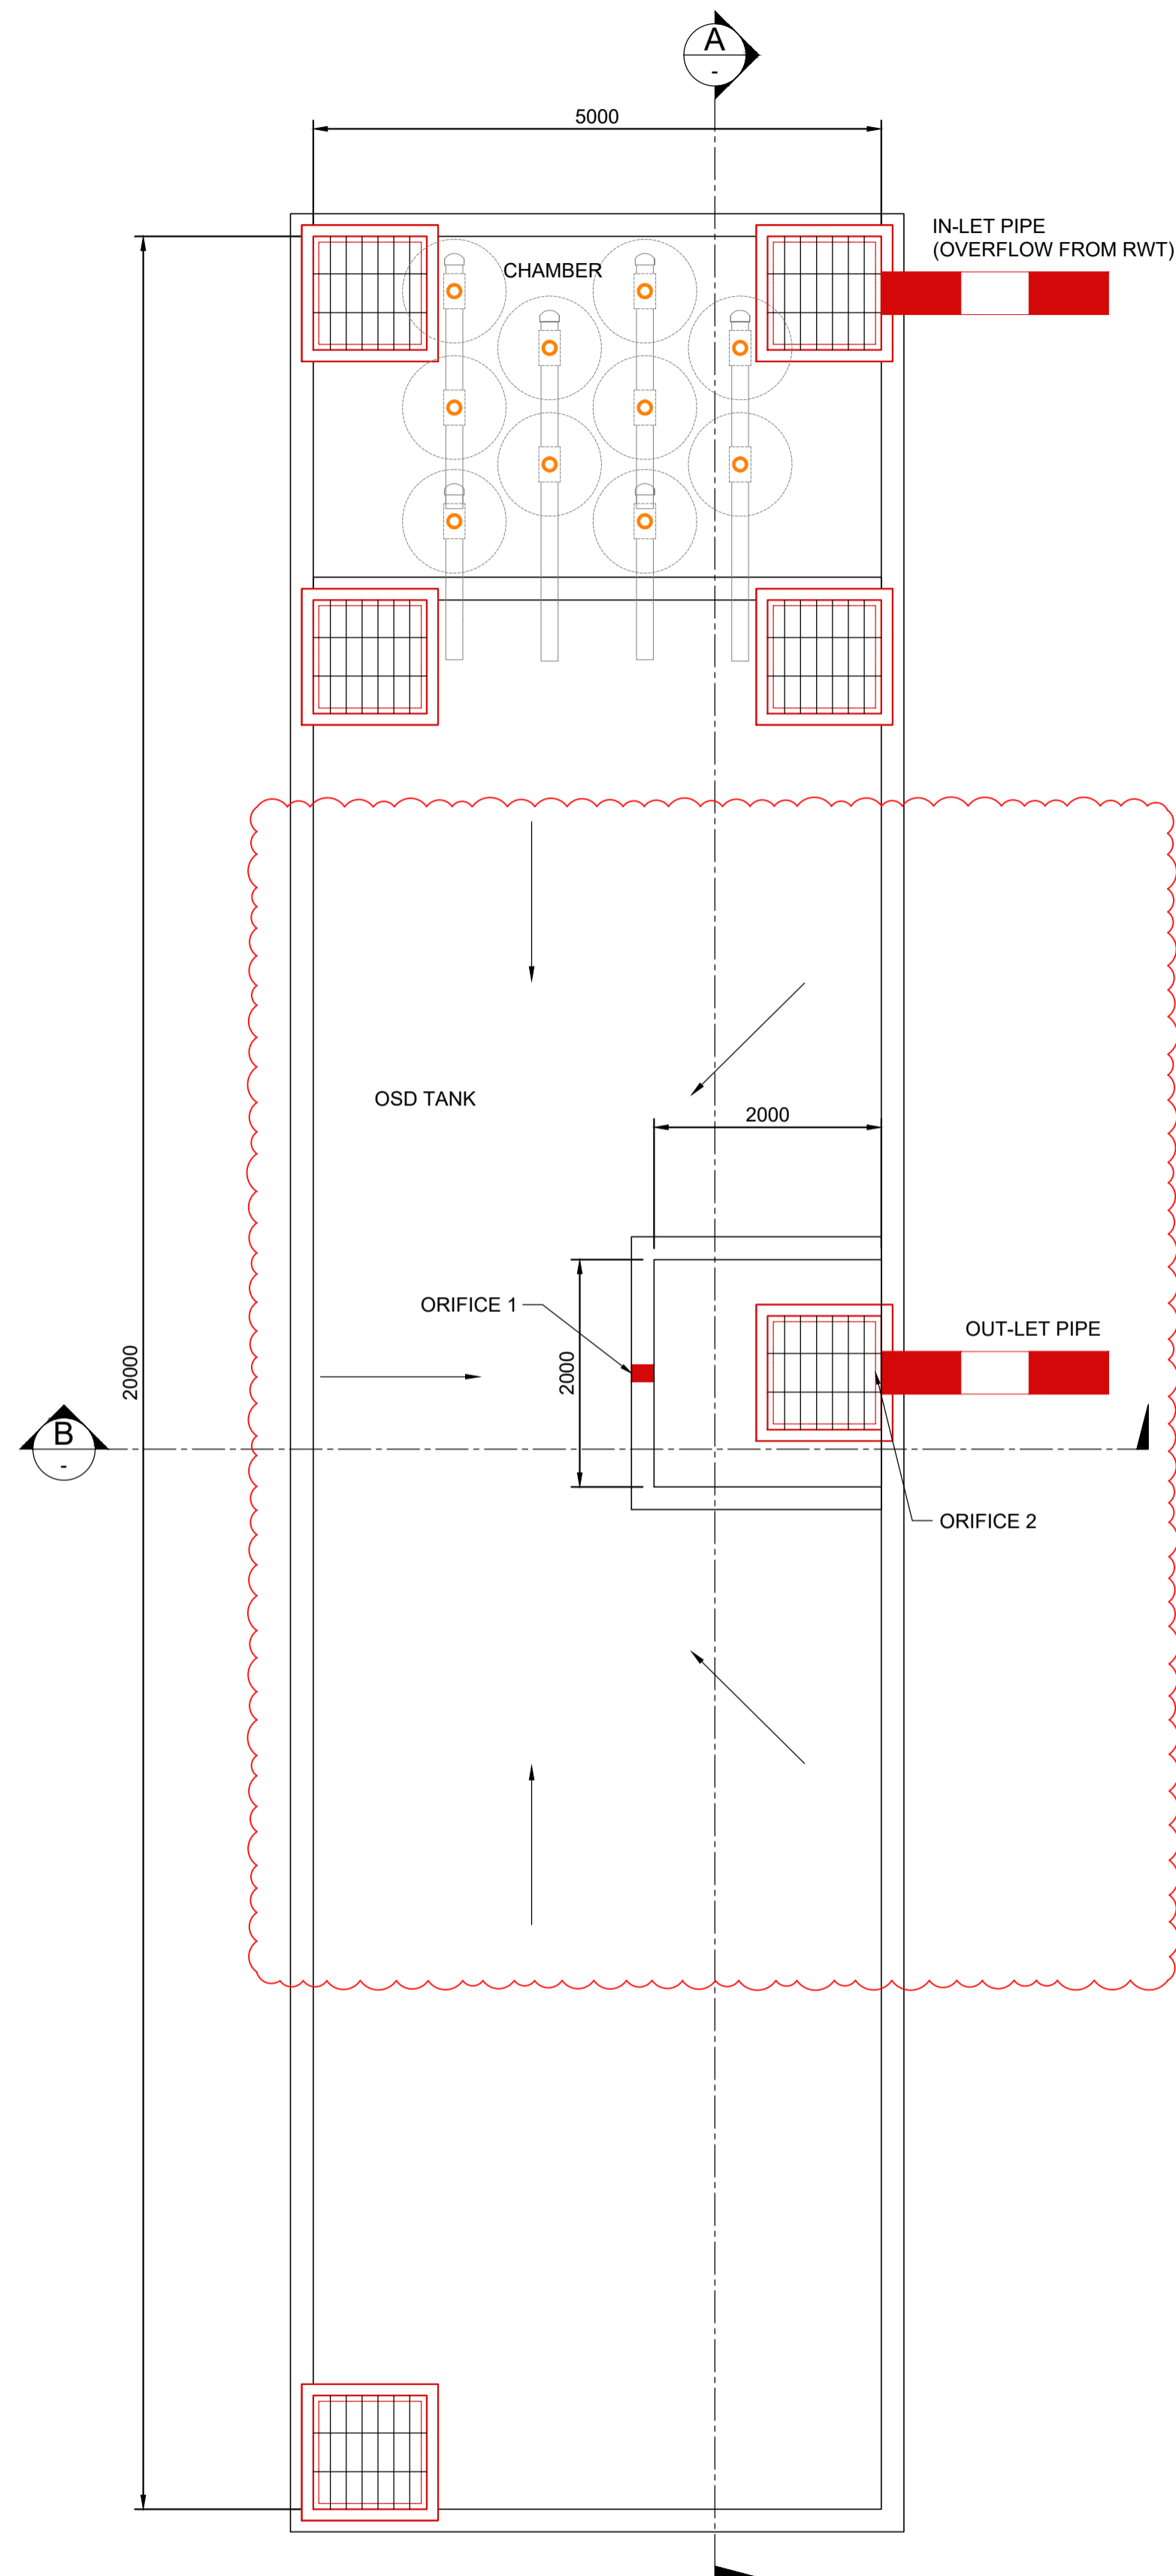 A
-
5000
IN-LET PIPE
(OVERFLOW FROM RWT)
CHAMBER
OSD TANK
2000
ORIFICE 1
OUT-LET PIPE
2000
20000
B
-
ORIFICE 2